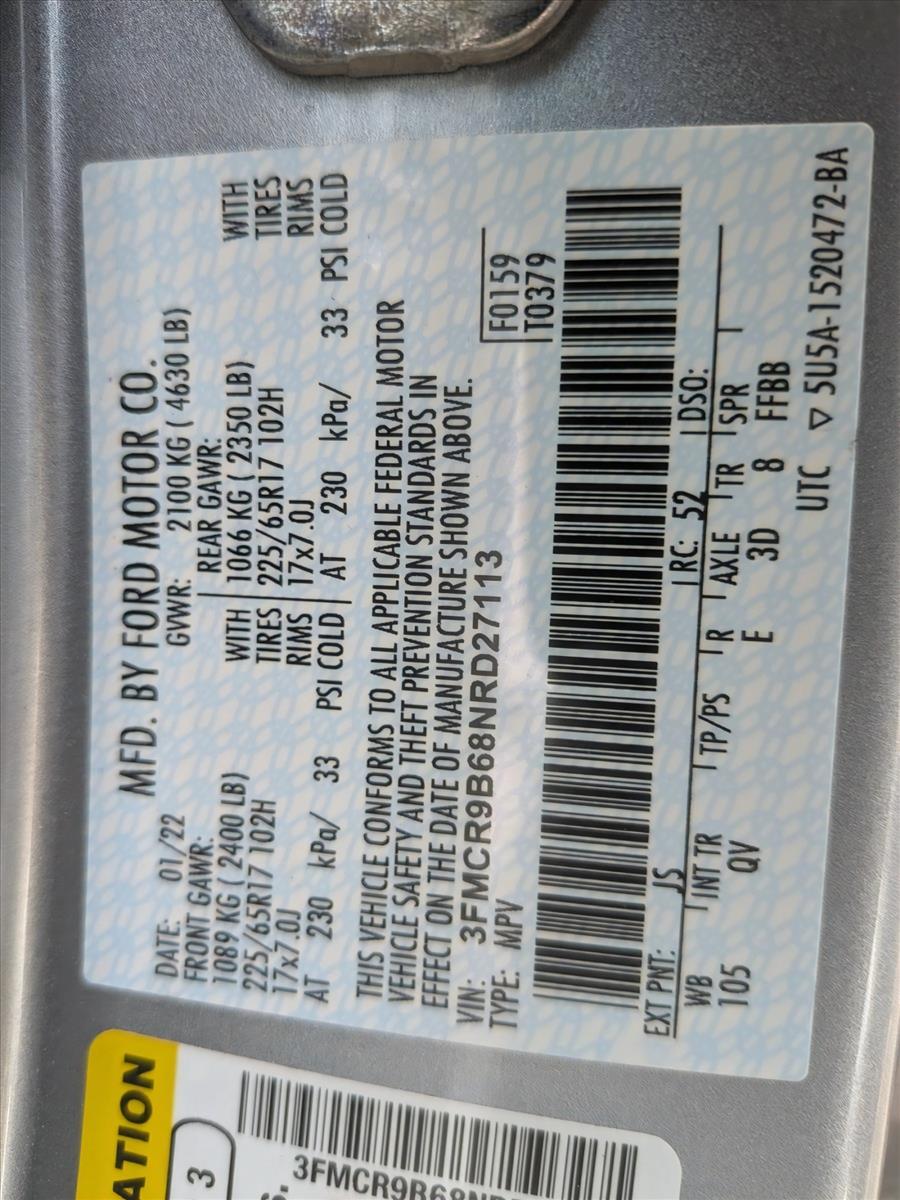 MFD. BY FORD MOTOR CO.
DATE: 01/22 GVWR: 2100 KG ( 4630 LB)
FRONT GAWR: REAR GAWR:
1089 KG ( 2400 LB) WITH 1066 KG ( 2350 LB) WITH
225/65R17 102H TIRES 225/65R17 102H TIRES
17x7.0J RIMS 17x7.0J RIMS
AT 230 kPa/ 33 PSI COLD AT 230 kPa/ 33 PSI COLD
THIS VEHICLE CONFORMS TO ALL APPLICABLE FEDERAL MOTOR
VEHICLE SAFETY AND THEFT PREVENTION STANDARDS IN
EFFECT ON THE DATE OF MANUFACTURE SHOWN ABOVE.
VIN: 3FMCR9B68NRD27113
TYPE: MPV
F0159
T0379
EXT PNT: JS RC: 52 DSO:
WB INT TR TP/PS R AXLE TR SPR
105 QV E 3D 8 FFBB
UTC ▽ 5U5A-1520472-BA
ATION
3
3FMCR9B68NR